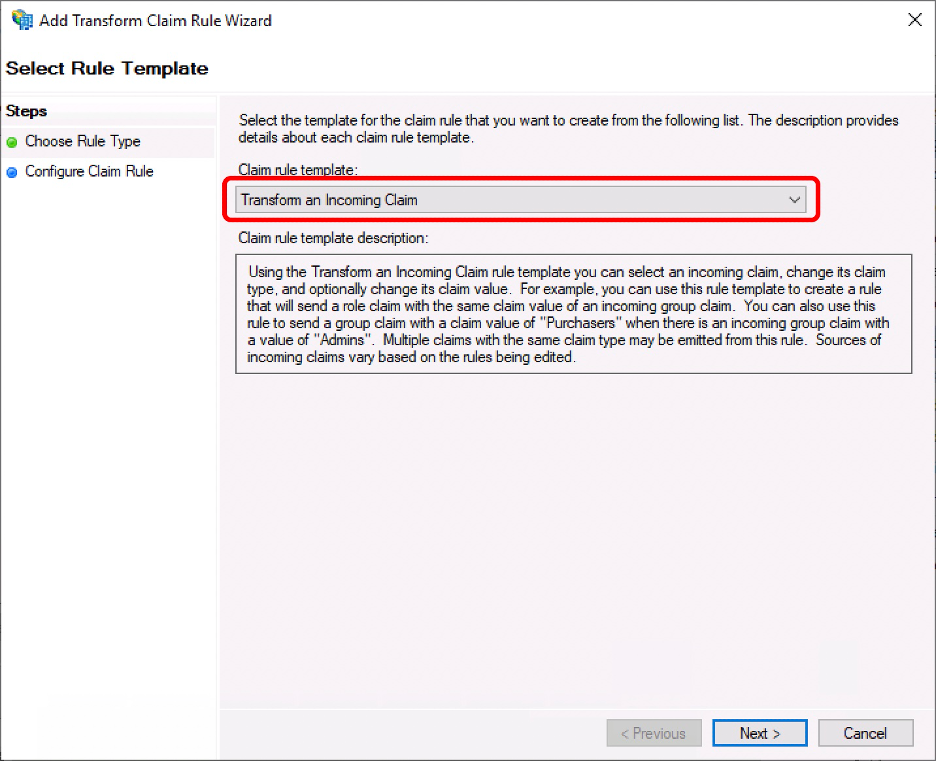 Add Transform Claim Rule Wizard
Select Rule Template
Steps
Choose Rule Type
Configure Claim Rule
Select the template for the claim rule that you want to create from the following list. The description provides
details about each claim rule template.
Claim rule template:
Transform an Incoming Claim
Claim rule template description:
Using the Transform an Incoming Claim rule template you can select an incoming claim, change its claim
type, and optionally change its claim value. For example, you can use this rule template to create a rule
that will send a role claim with the same claim value of an incoming group claim. You can also use this
rule to send a group claim with a claim value of "Purchasers" when there is an incoming group claim with
a value of "Admins". Multiple claims with the same claim type may be emitted from this rule. Sources of
incoming claims vary based on the rules being edited.
< Previous
Next >
Cancel